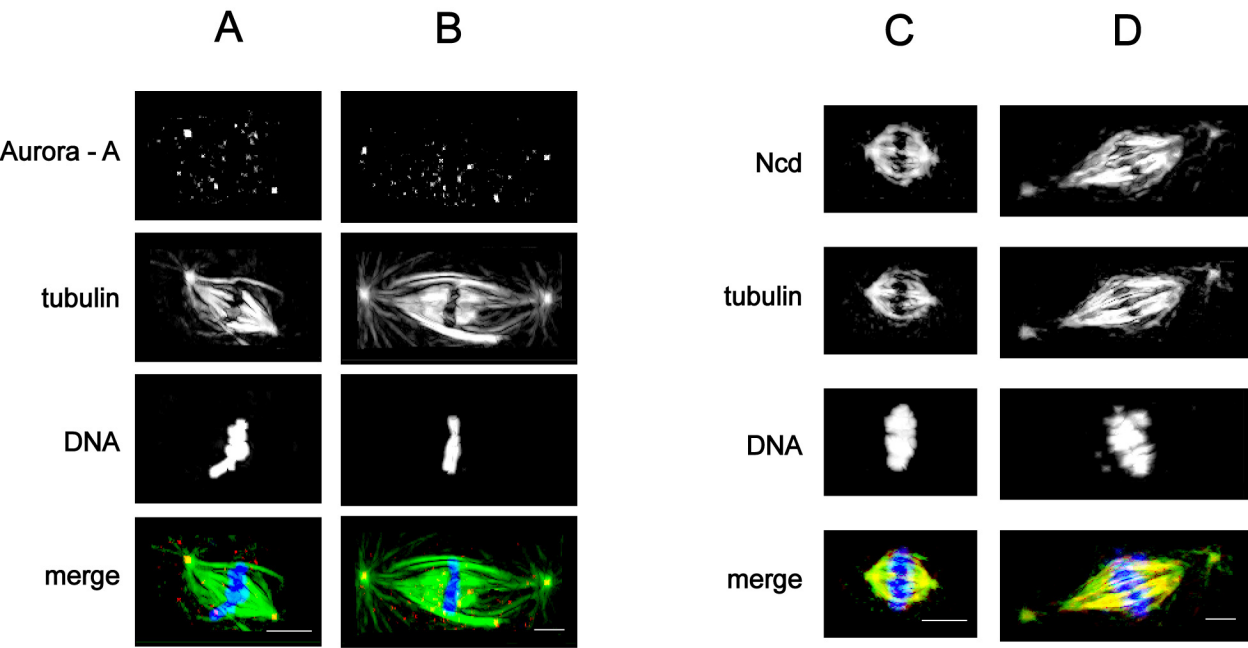 A B C D
Aurora - A
Ncd
tubulin
tubulin
DNA
DNA
merge
merge